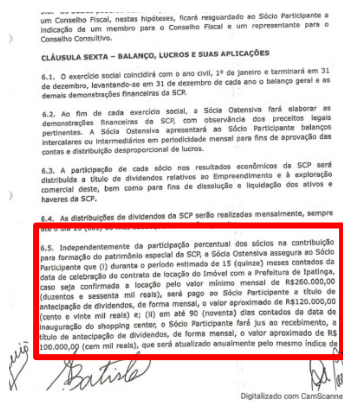 um Conselho Fiscal, nestas hipóteses, ficará resguardado ao Sócio Participante a
indicação de um membro para o Conselho Fiscal e um representante para o
Conselho Consultivo.
CLÁUSULA SEXTA – BALANÇO, LUCROS E SUAS APLICAÇÕES
6.1. O exercício social coincidirá com o ano civil, 1º de janeiro e terminará em 31
de dezembro, levantando-se em 31 de dezembro de cada ano o balanço geral e as
demais demonstrações financeiras da SCP.
6.2. Ao fim de cada exercício social, a Sócia Ostensiva fará elaborar as
demonstrações financeiras da SCP, com observância dos preceitos legais
pertinentes. A Sócia Ostensiva apresentará ao Sócio Participante balanços
intercalares ou intermediários em periodicidade mensal para fins de aprovação das
contas e distribuição desproporcional de lucros.
6.3. A participação de cada sócio nos resultados econômicos da SCP será
distribuída a título de dividendos relativos ao Empreendimento e à exploração
comercial deste, bem como para fins de dissolução e liquidação dos ativos e
haveres da SCP.
6.4. As distribuições de dividendos da SCP serão realizadas mensalmente, sempre
até o dia 10 (dez)
6.5. Independentemente da participação percentual dos sócios na contribuição
para formação do patrimônio especial da SCP, a Sócia Ostensiva assegura ao Sócio
Participante que (i) durante o período estimado de 15 (quinze) meses contados da
data de celebração do contrato de locação do Imóvel com a Prefeitura de Ipatinga,
caso seja confirmada a locação pelo valor mínimo mensal de R$260.000,00
(duzentos e sessenta mil reais), será pago ao Sócio Participante a título de
antecipação de dividendos, de forma mensal, o valor aproximado de R$120.000,00
(cento e vinte mil reais) e; (ii) em até 90 (noventa) dias contados da data de
inauguração do shopping center, o Sócio Participante fará jus ao recebimento, a
título de antecipação de dividendos, de forma mensal, o valor aproximado de R$
100.000,00 (cem mil reais), que será atualizado anualmente pelo mesmo índice de
Batista
Digitalizado com CamScanne